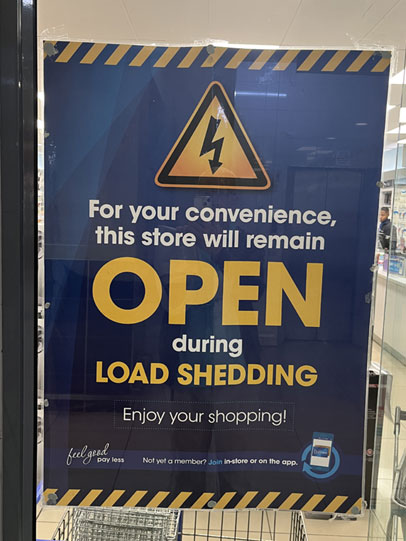 For your convenience,
this store will remain
OPEN
during
LOAD SHEDDING
Enjoy your shopping!
feel good
pay less
Not yet a member? Join in-store or on the app.